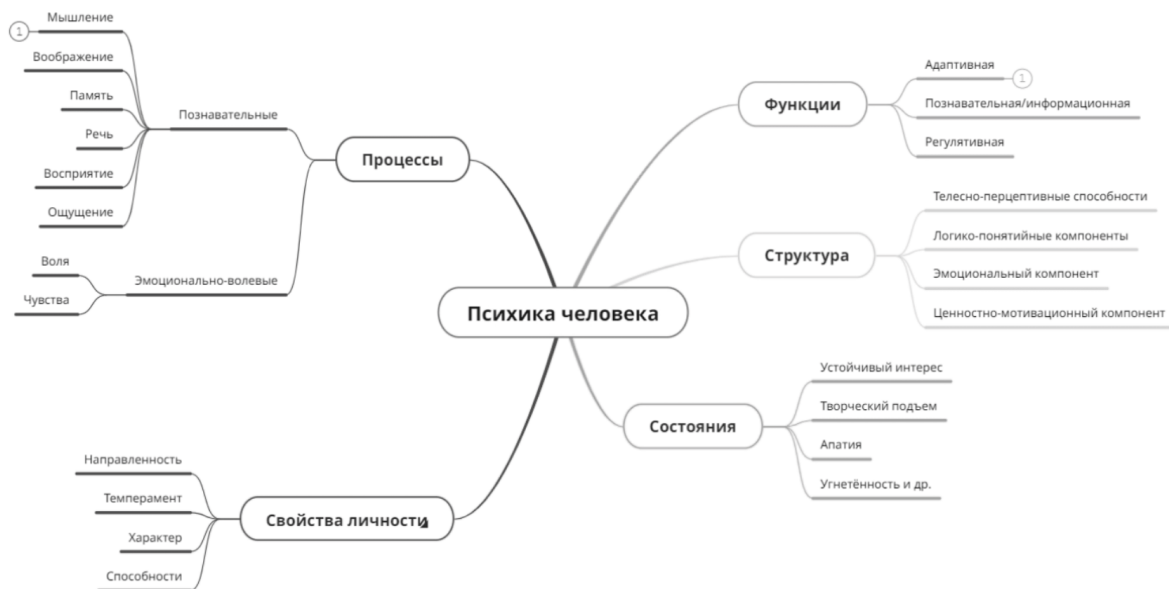 Мышление
1
Воображение
Память
Речь
Восприятие
Ощущение
Познавательные
Процессы
Воля
Чувства
Эмоционально-волевые
Психика человека
Функции
Адаптивная
1
Познавательная/информационная
Регулятивная
Структура
Телесно-перцептивные способности
Логико-понятийные компоненты
Эмоциональный компонент
Ценностно-мотивационный компонент
Состояния
Устойчивый интерес
Творческий подъем
Апатия
Угнетённость и др.
Направленность
Темперамент
Характер
Способности
Свойства личности